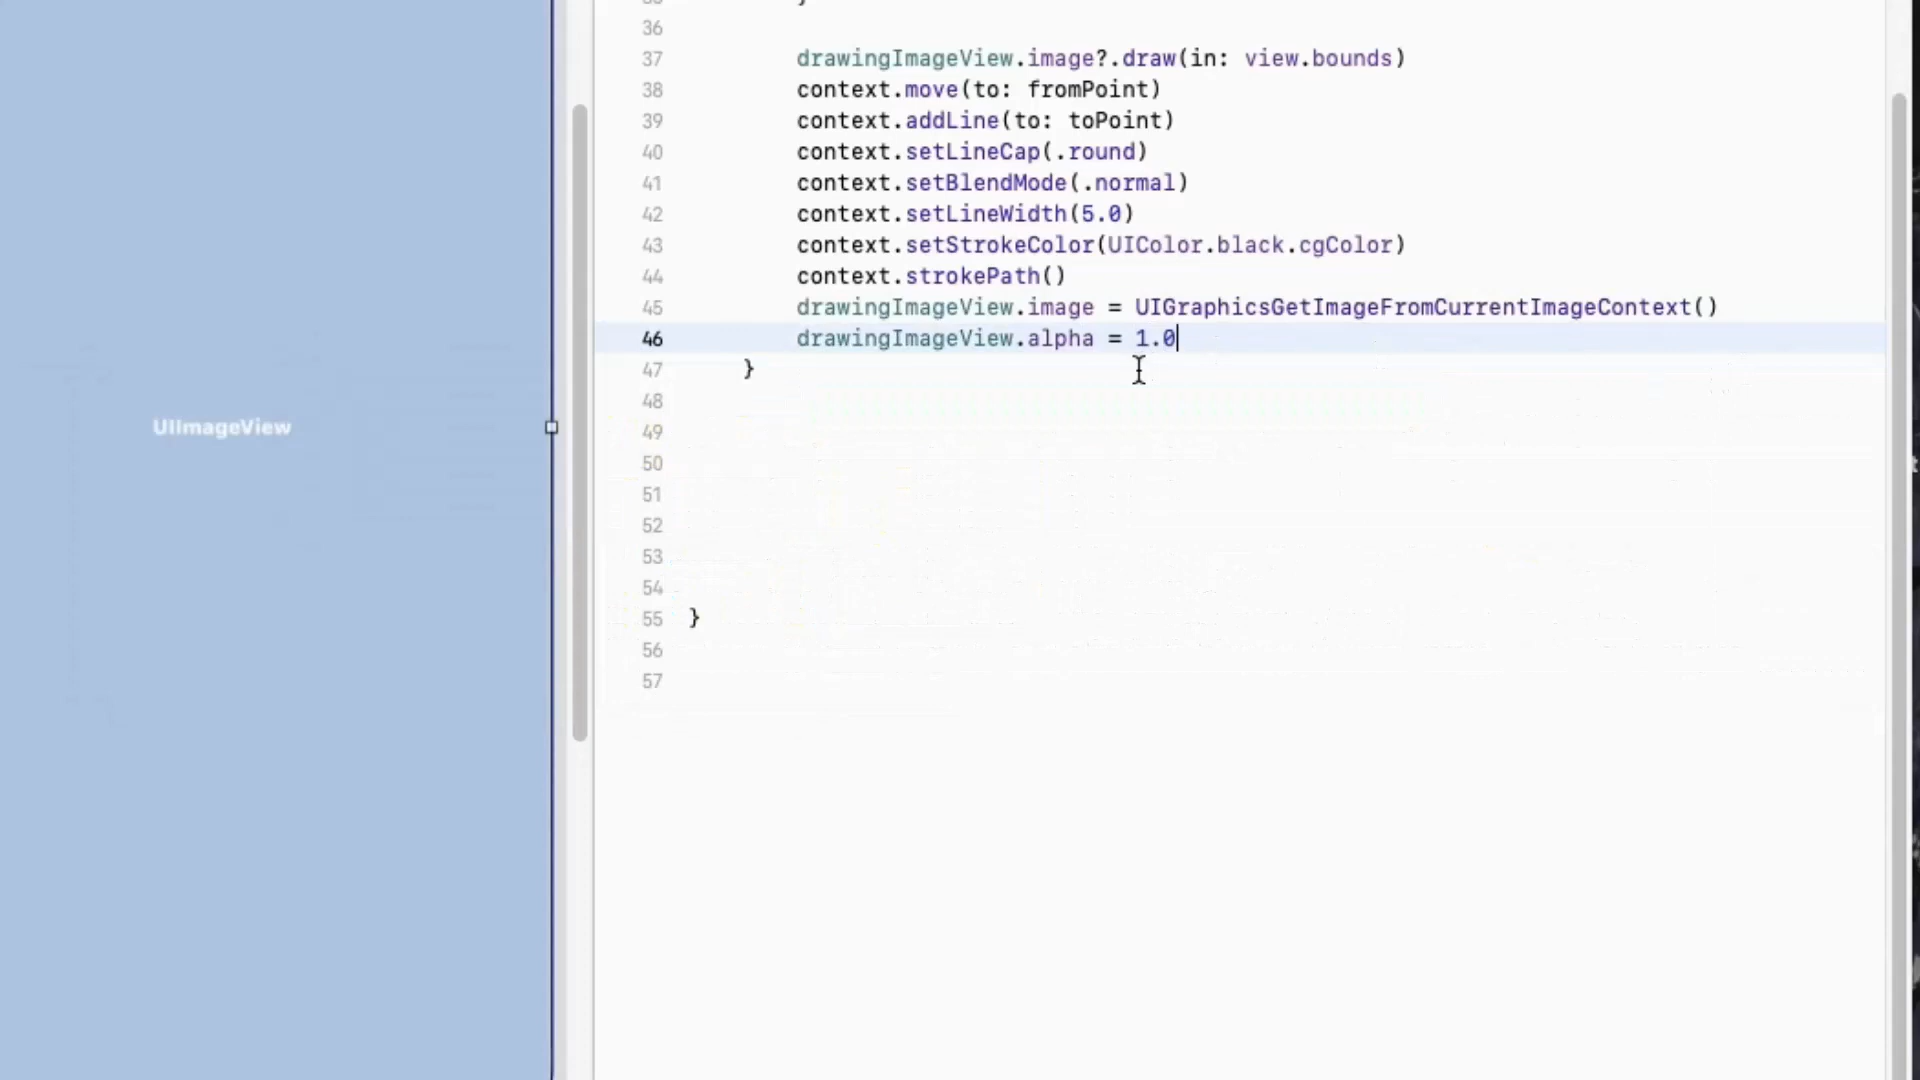 36
37 drawingImageView.image?.draw(in: view.bounds)
38 context.move(to: fromPoint)
39 context.addLine(to: toPoint)
40 context.setLineCap(.round)
41 context.setBlendMode(.normal)
42 context.setLineWidth(5.0)
43 context.setStrokeColor(UIColor.black.cgColor)
44 context.strokePath()
45 drawingImageView.image = UIGraphicsGetImageFromCurrentImageContext()
46 drawingImageView.alpha = 1.0
47 }
48
UIImageView
49
50
51
52
53
54
55 }
56
57